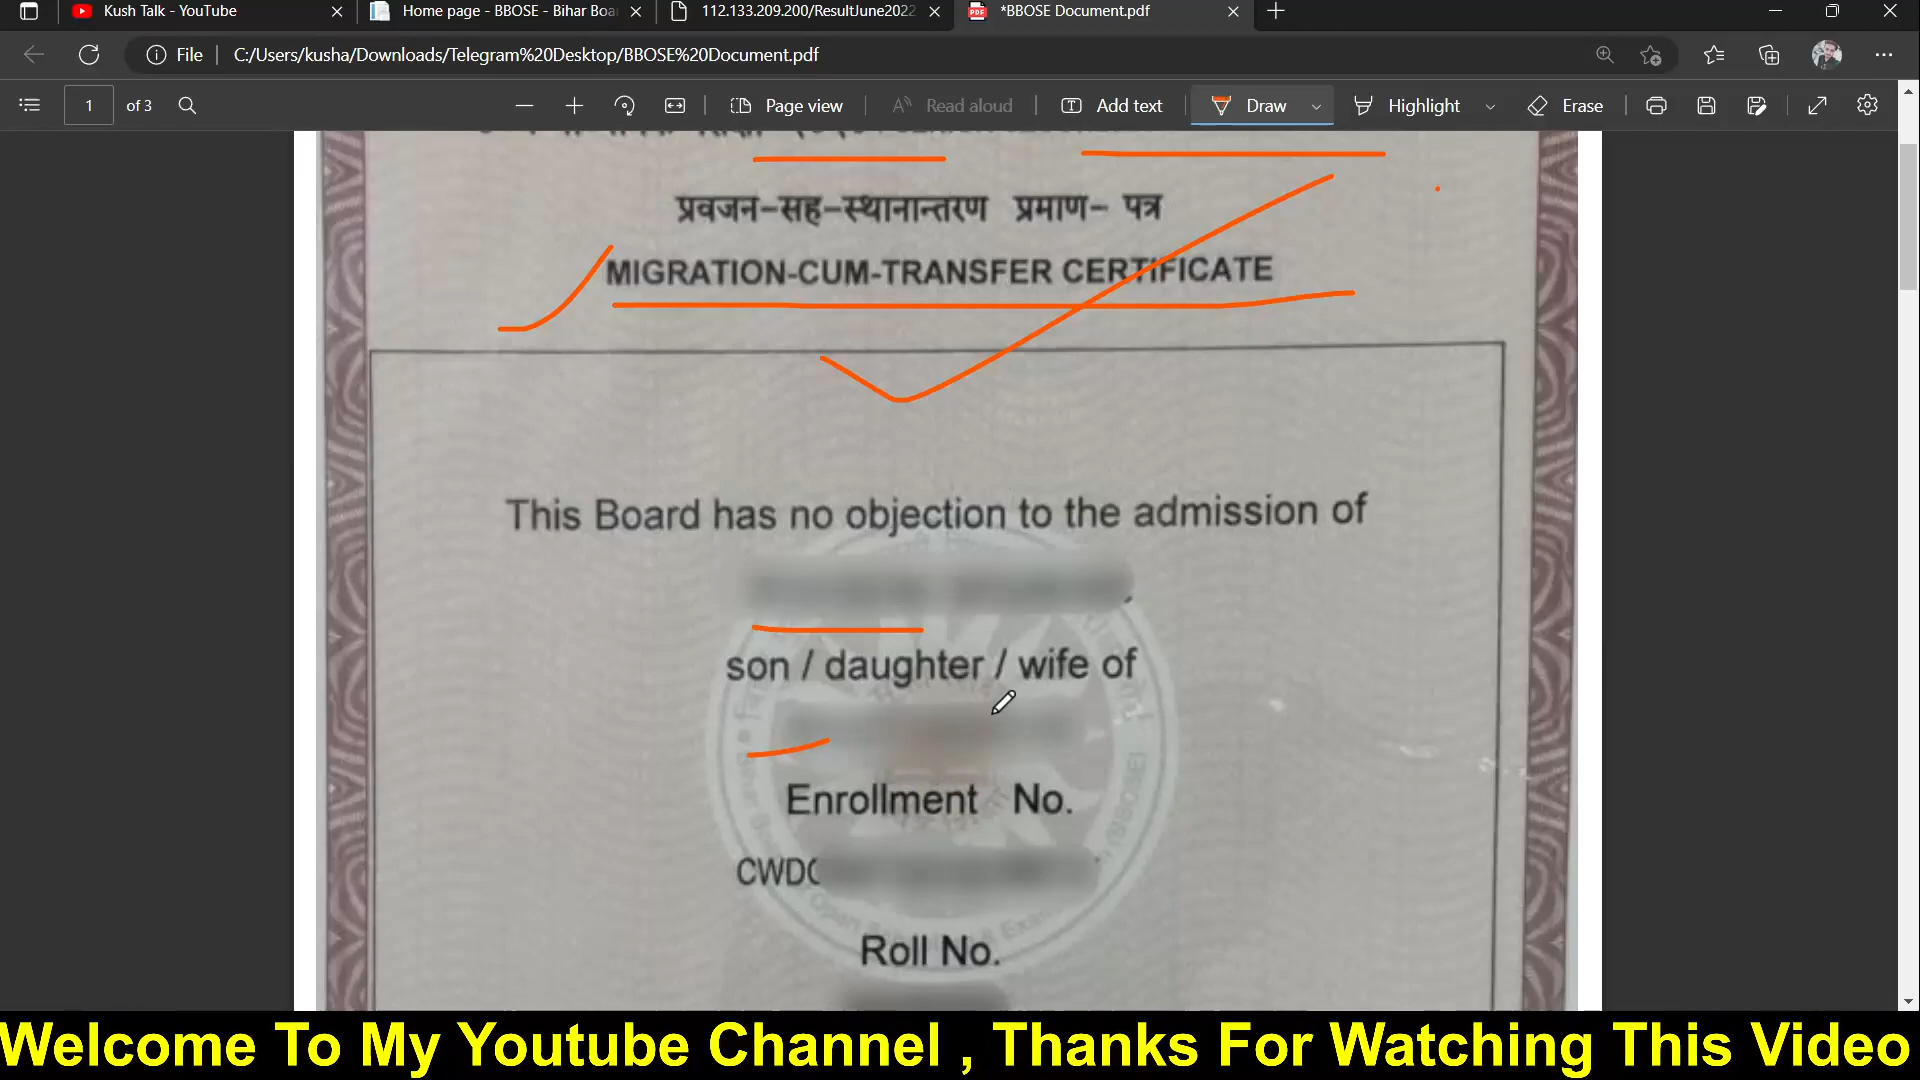 Kush Talk - YouTube
Home page - BBOSE - Bihar Boa
112.133.209.200/ResultJune2022
*BBOSE Document.pdf
File
C:/Users/kusha/Downloads/Telegram%20Desktop/BBOSE%20Document.pdf
1 of 3
Page view
Read aloud
Add text
Draw
Highlight
Erase
प्रवजन-सह-स्थानान्तरण प्रमाण- पत्र
MIGRATION-CUM-TRANSFER CERTIFICATE
This Board has no objection to the admission of
son / daughter / wife of
Enrollment No.
CWDC
Roll No.
Welcome To My Youtube Channel , Thanks For Watching This Video